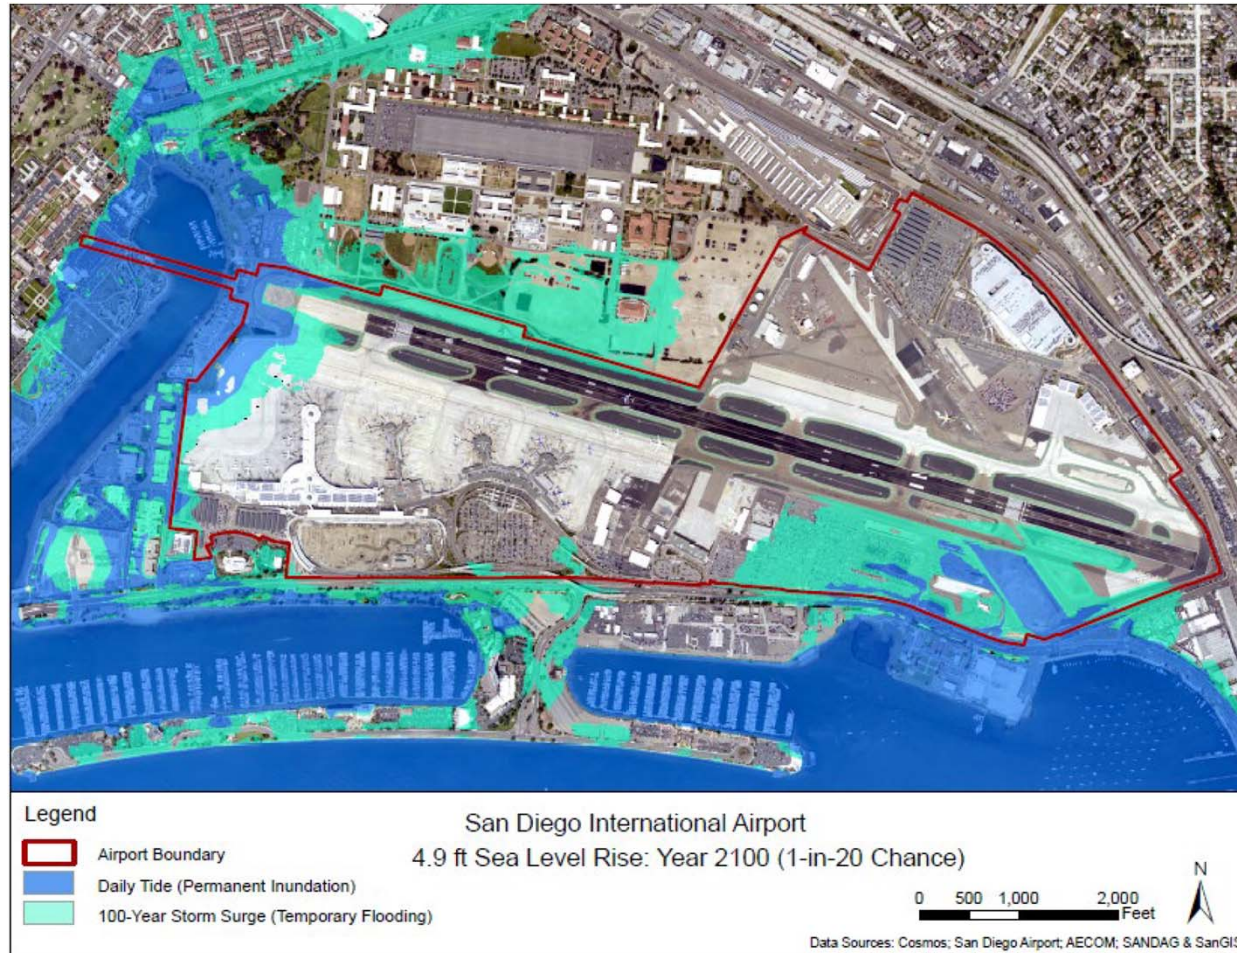 Legend
Airport Boundary
Daily Tide (Permanent Inundation)
100-Year Storm Surge (Temporary Flooding)
San Diego International Airport
4.9 ft Sea Level Rise: Year 2100 (1-in-20 Chance)
N
0 500 1,000 2,000
Feet
Data Sources: Cosmos; San Diego Airport; AECOM; SANDAG & SanGIS